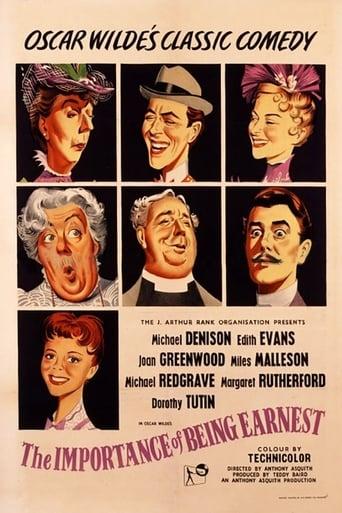 OSCAR WILDE'S CLASSIC COMEDY
THE J. ARTHUR RANK ORGANISATION PRESENTS
Michael DENISON Edith EVANS
Joan GREENWOOD Miles MALLESON
Michael REDGRAVE Margaret RUTHERFORD
Dorothy TUTIN
IN OSCAR WILDE'S
The IMPORTANCE of BEING EARNEST
COLOUR BY
TECHNICOLOR
DIRECTED BY ANTHONY ASQUITH
PRODUCED BY TEDDY BAIRD
AN ANTHONY ASQUITH PRODUCTION